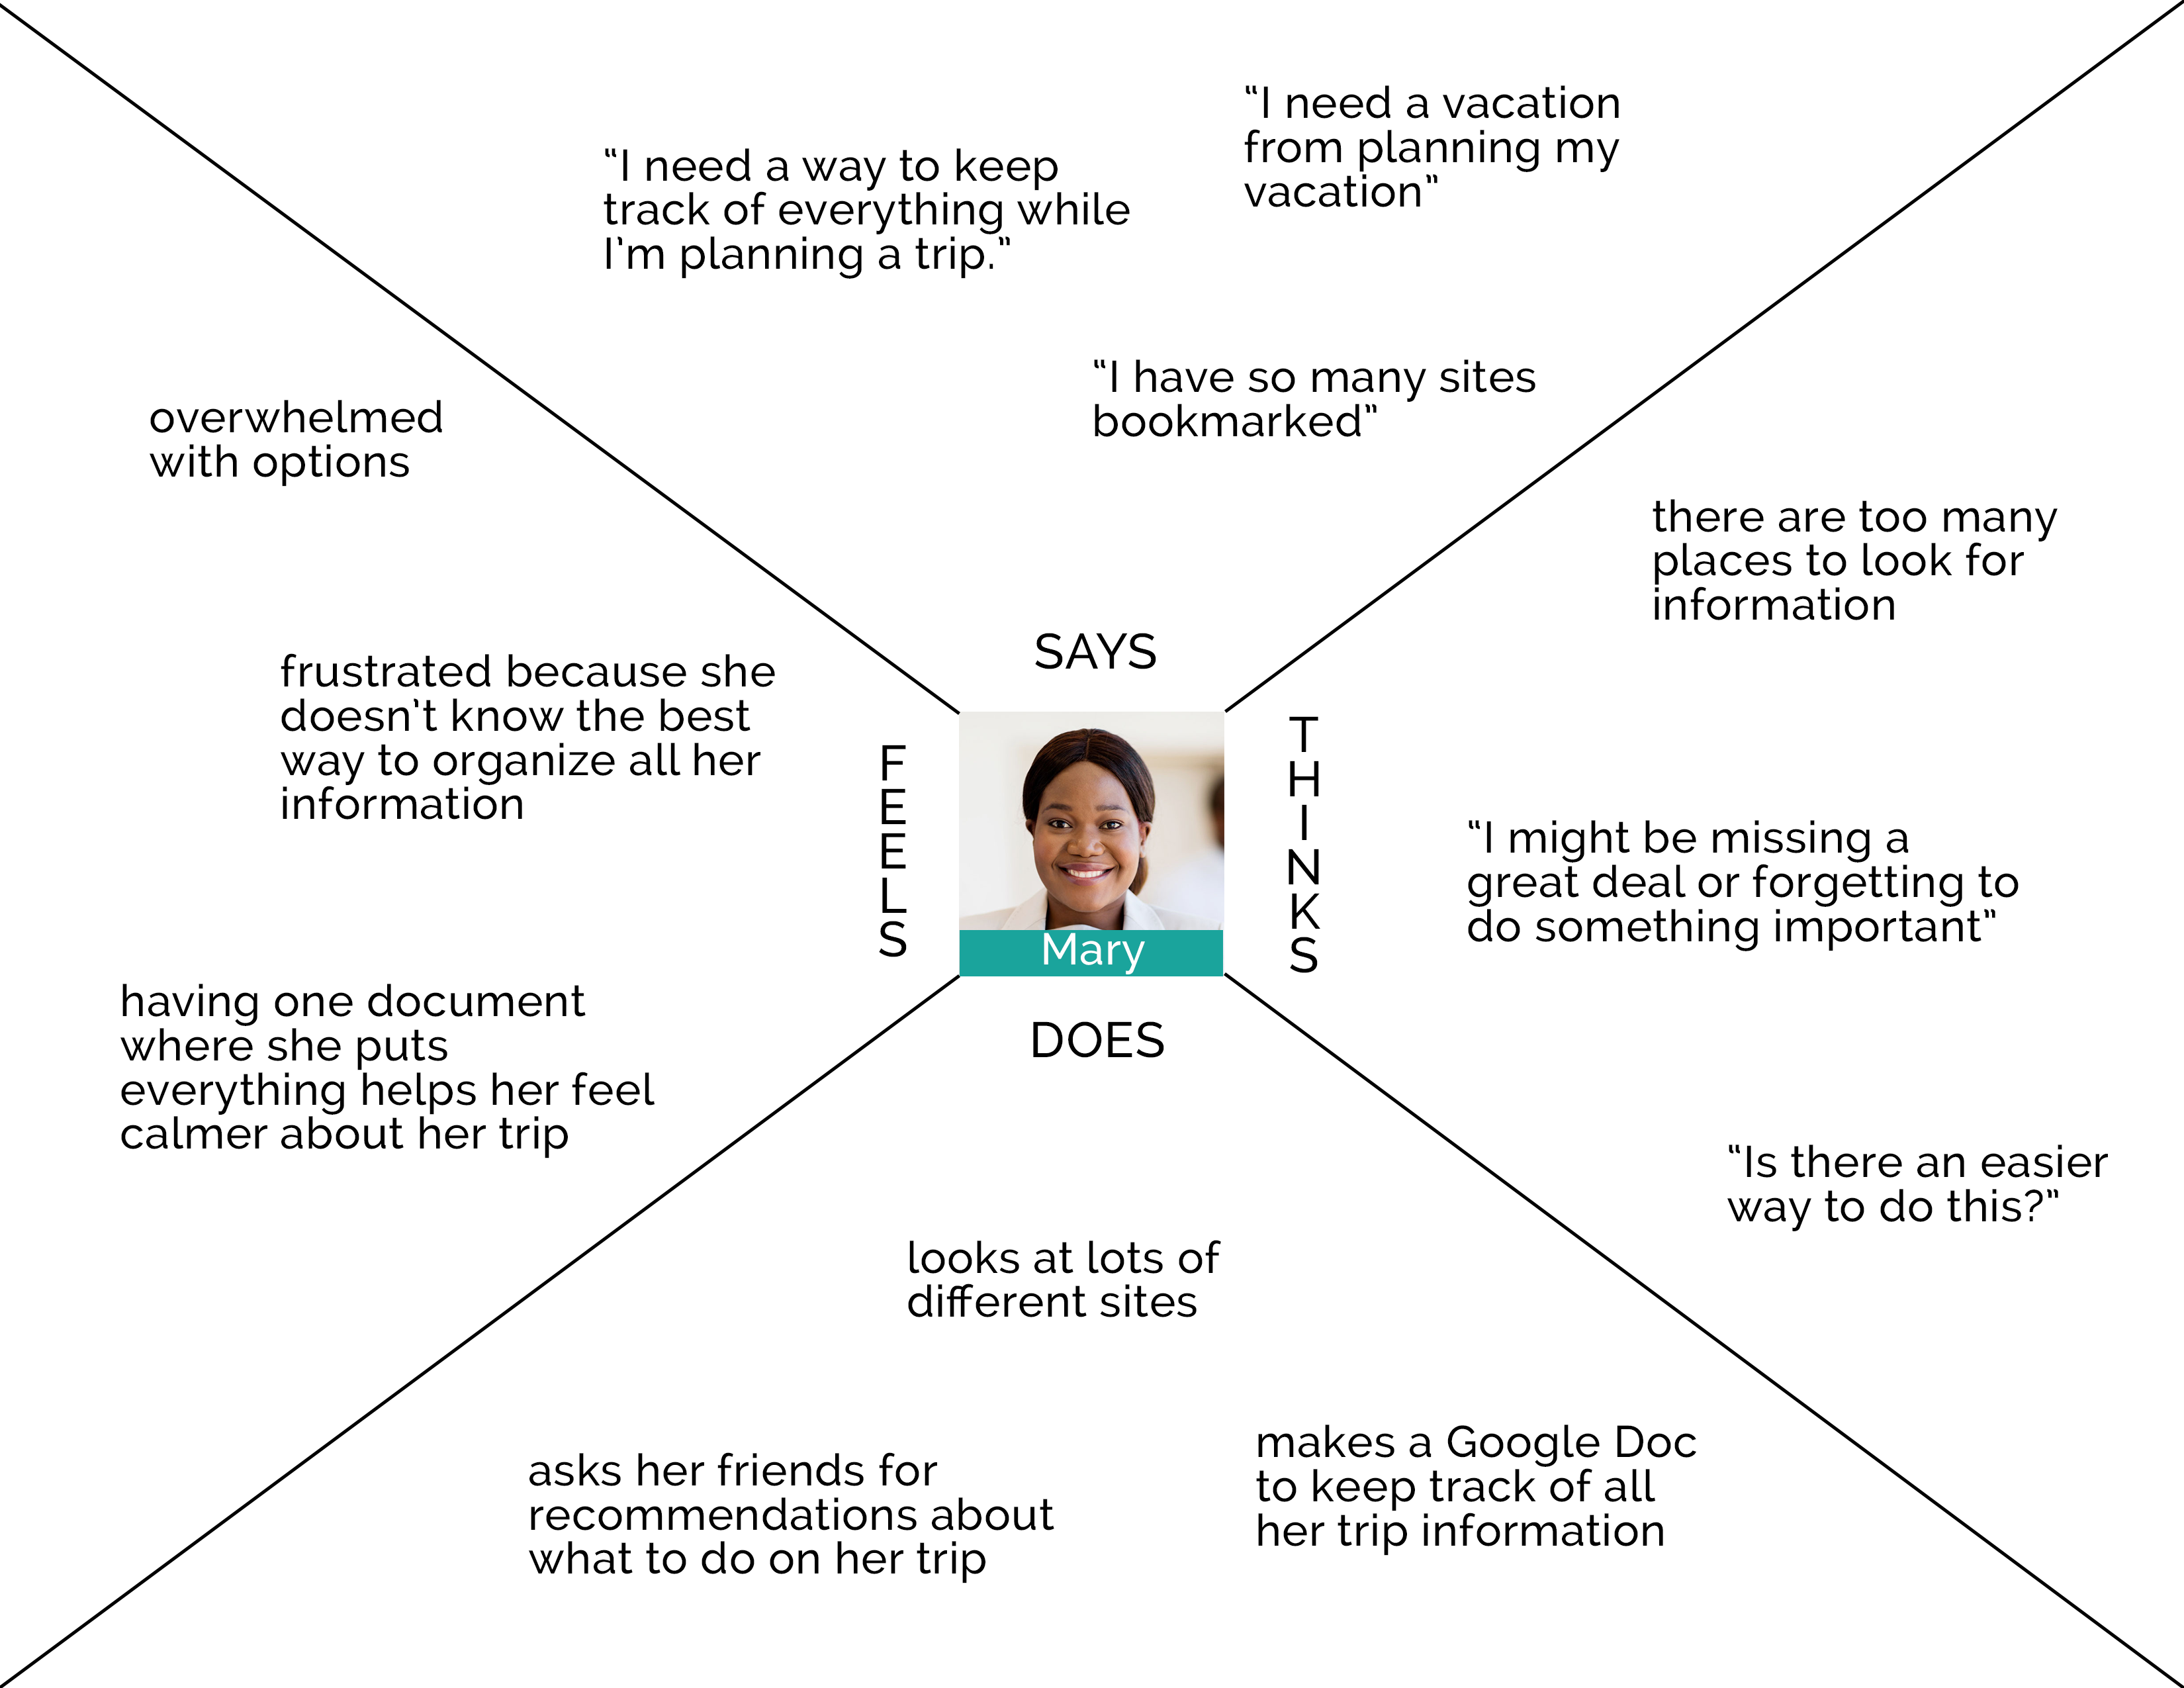 “I need a vacation
from planning my
vacation”
“I need a way to keep
track of everything while
I’m planning a trip.”
“I have so many sites
bookmarked”
SAYS
overwhelmed
with options
frustrated because she
doesn’t know the best
way to organize all her
information
having one document
where she puts
everything helps her feel
calmer about her trip
FEELS
Mary
THINKS
there are too many
places to look for
information
“I might be missing a
great deal or forgetting to
do something important”
“Is there an easier
way to do this?”
DOES
looks at lots of
different sites
asks her friends for
recommendations about
what to do on her trip
makes a Google Doc
to keep track of all
her trip information